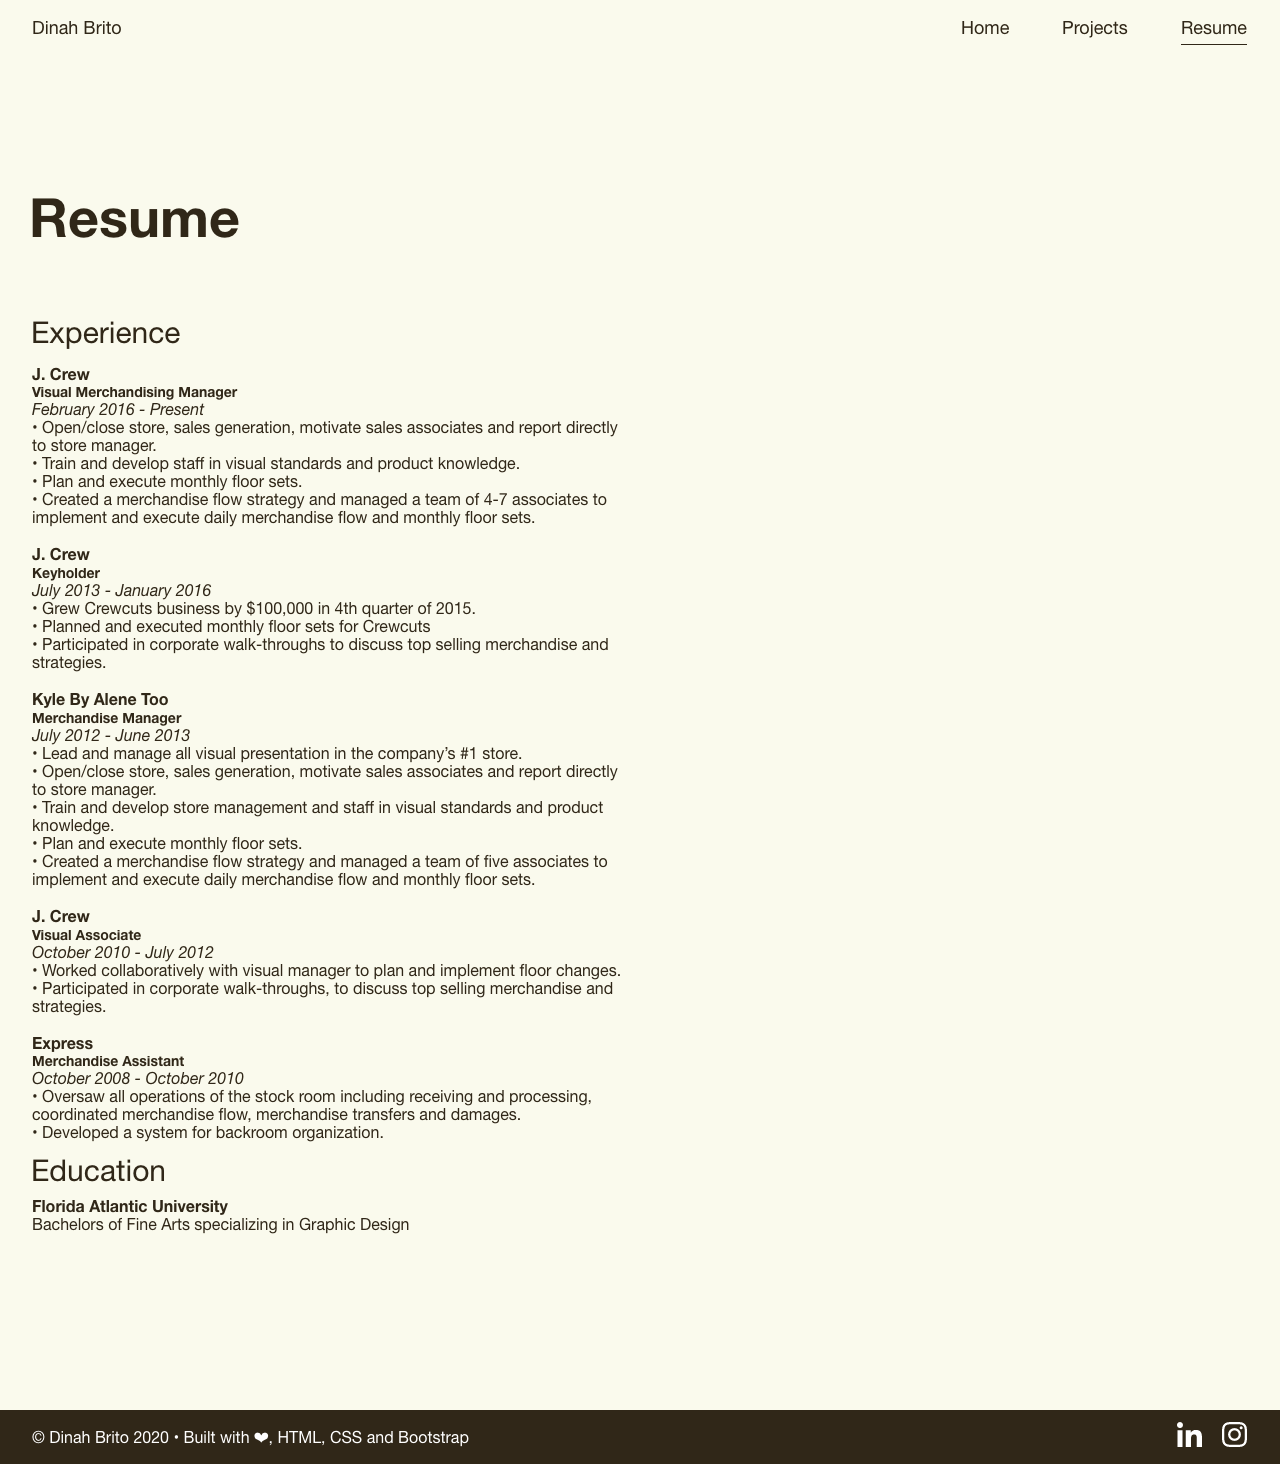 Dinah Brito
Home Projects Resume
Resume
Experience
J. Crew
Visual Merchandising Manager
February 2016 - Present
• Open/close store, sales generation, motivate sales associates and report directly
to store manager.
• Train and develop staff in visual standards and product knowledge.
• Plan and execute monthly floor sets.
• Created a merchandise flow strategy and managed a team of 4-7 associates to
implement and execute daily merchandise flow and monthly floor sets.
J. Crew
Keyholder
July 2013 - January 2016
• Grew Crewcuts business by $100,000 in 4th quarter of 2015.
• Planned and executed monthly floor sets for Crewcuts
• Participated in corporate walk-throughs to discuss top selling merchandise and
strategies.
Kyle By Alene Too
Merchandise Manager
July 2012 - June 2013
• Lead and manage all visual presentation in the company’s #1 store.
• Open/close store, sales generation, motivate sales associates and report directly
to store manager.
• Train and develop store management and staff in visual standards and product
knowledge.
• Plan and execute monthly floor sets.
• Created a merchandise flow strategy and managed a team of five associates to
implement and execute daily merchandise flow and monthly floor sets.
J. Crew
Visual Associate
October 2010 - July 2012
• Worked collaboratively with visual manager to plan and implement floor changes.
• Participated in corporate walk-throughs, to discuss top selling merchandise and
strategies.
Express
Merchandise Assistant
October 2008 - October 2010
• Oversaw all operations of the stock room including receiving and processing,
coordinated merchandise flow, merchandise transfers and damages.
• Developed a system for backroom organization.
Education
Florida Atlantic University
Bachelors of Fine Arts specializing in Graphic Design
© Dinah Brito 2020 • Built with ❤, HTML, CSS and Bootstrap in